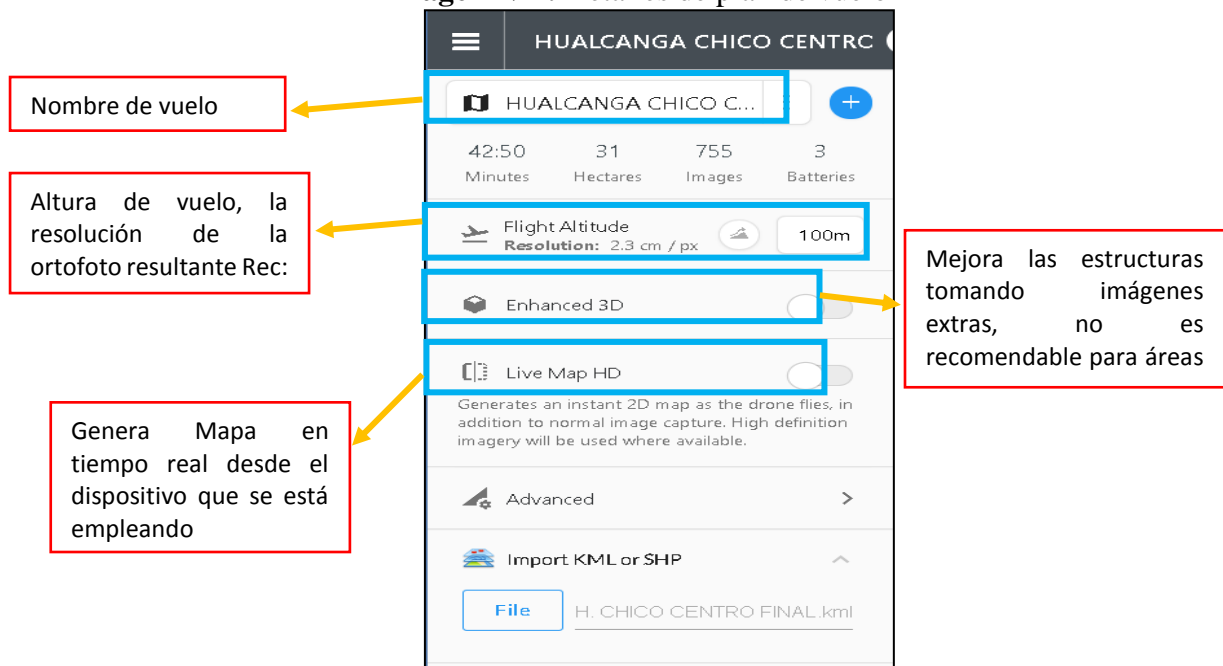 HUALCANGA CHICO CENTRC
Nombre de vuelo
HUALCANGA CHICO C...
42:50 31 755 3
Minutes Hectares Images Batteries
Altura de vuelo, la
resolución de la
ortofoto resultante Rec:
Flight Altitude
Resolution: 2.3 cm / px
100m
Enhanced 3D
Mejora las estructuras
tomando imágenes
extras, no es
recomendable para áreas
Live Map HD
Generates an instant 2D map as the drone flies, in
addition to normal image capture. High definition
imagery will be used where available.
Genera Mapa en
tiempo real desde el
dispositivo que se está
empleando
Advanced
Import KML or SHP
File
H. CHICO CENTRO FINAL.kml